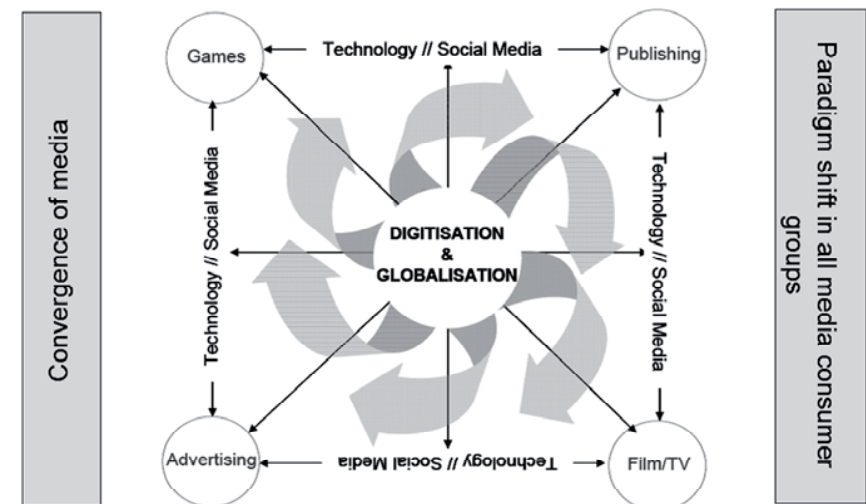 Convergence of media
Games
Technology // Social Media
Publishing
Technology // Social Media
DIGITISATION
&
GLOBALISATION
Technology // Social Media
Advertising
Technology // Social Media
Film/TV
Paradigm shift in all media consumer
groups